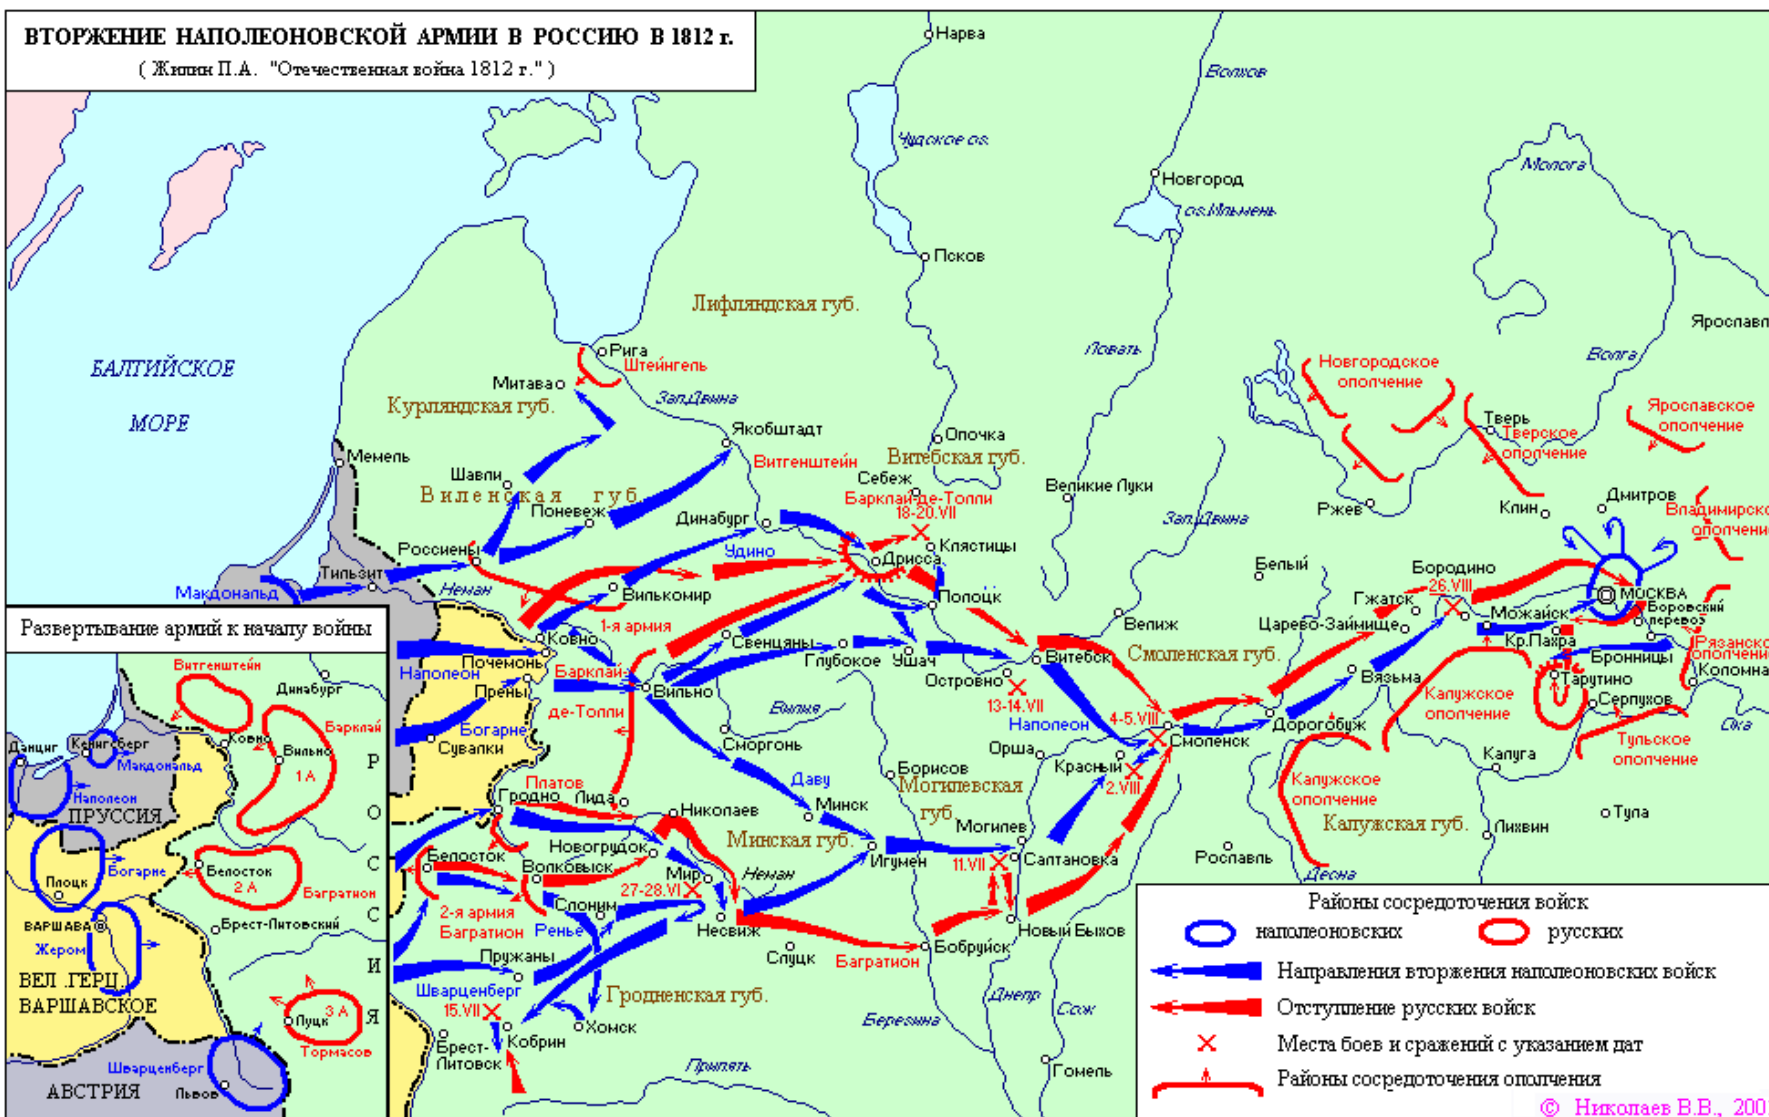 ВТОРЖЕНИЕ НАПОЛЕОНОВСКОЙ АРМИИ В РОССИЮ В 1812 г.
( Жилин П.А. "Отечественная война 1812 г." )
Нарва
Волхов
Чудское оз.
Молога
Новгород
оз.Ильмень
Псков
Лифляндская губ.
Ярославл
БАЛТИЙСКОЕ
МОРЕ
Рига
Штейнгель
Ловать
Волга
Новгородское
ополчение
Митава
Курляндская губ.
Зап.Двина
Ярославское
ополчение
Якобштадт
Опочка
Тверь
Тверское
ополчение
Мемель
Витгенштейн
Витебская губ.
Шавли
Виленская губ.
Себеж
Барклай-де-Толли
18-20.VII
Великие Луки
Поневеж
Динабург
Зап.Двина
Ржев
Клин
Дмитров
Владимирско
ополчение
Россиены
Удино
Клястицы
Дрисса
Белый
Бородино
26.VIII
Тильзит
Неман
Макдональд
Вилькомир
Полоцк
Гжатск
Можайск
МОСКВА
Боровский
перевоз
1-я армия
Велиж
Царево-Займище
Кр.Пахра
Ковно
Свенцяны
Глубокое
Ушач
Витебск
Смоленская губ.
Бронницы
Рязанско
ополчение
Почемонь
Наполеон
Барклай-
де-Толли
Вильно
Островно
13-14.VII
Вязьма
Калужское
ополчение
Тарутино
Коломна
Прены
Богарне
Сувалки
Вилия
Наполеон
4-5.VIII
Смоленск
Дорогобуж
Серпухов
Ока
Сморгонь
Орша
Красный
2.VIII
Калуга
Тульское
ополчение
Платов
Гродно
Лида
Даву
Борисов
Калужское
ополчение
Николаев
Минск
Могилевская
губ.
Калужская губ.
Тула
Минская губ.
Могилев
Лихвин
Новогрудок
Игумен
Салтановка
11.VII
Рославль
Белосток
Волковыск
Мир
27-28.VI
Неман
Десна
2-я армия
Багратион
Слоним
Ренье
Несвиж
Новый Быхов
Слуцк
Бобруйск
Багратион
Пружаны
Шварценберг
Гродненская губ.
Днепр
Сож
15.VII
Кобрин
Хомск
Березина
Брест-
Литовск
Припять
Гомель
Развертывание армий к началу войны
Витгенштейн
Динабург
Барклай
Данциг
Кенигсберг
Макдональд
Ковно
Вильно
1 А
Наполеон
ПРУССИЯ
Плоцк
Богарне
Белосток
2 А
Багратион
ВАРШАВА
Жером
Брест-Литовский
ВЕЛ .ГЕРЦ.
ВАРШАВСКОЕ
Луцк
3 А
Тормасов
Шварценберг
АВСТРИЯ
Львов
Р
О
С
С
И
Я
Районы сосредоточения войск
наполеоновских
русских
Направления вторжения наполеоновских войск
Отступление русских войск
Места боев и сражений с указанием дат
Районы сосредоточения ополчения
© Николаев В.В., 200